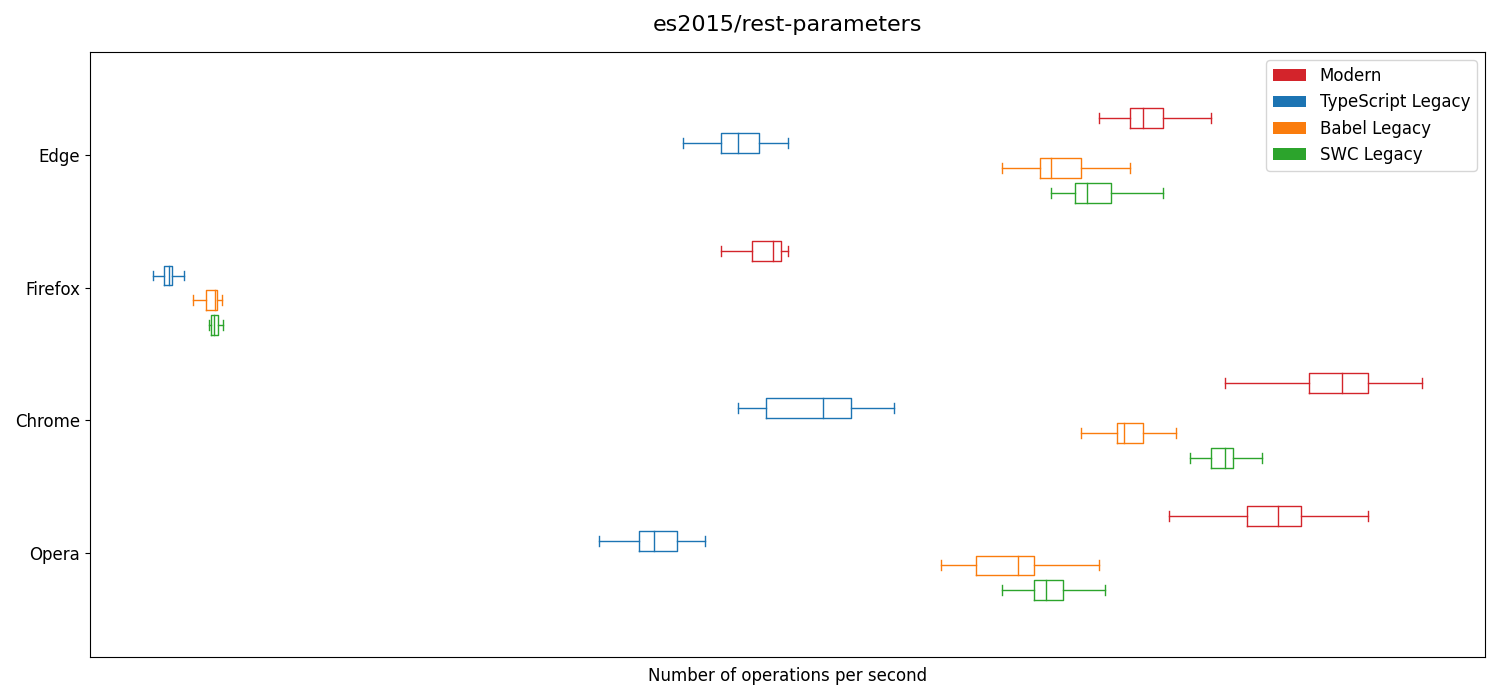 es2015/rest-parameters
Modern
TypeScript Legacy
Babel Legacy
SWC Legacy
Edge
Firefox
Chrome
Opera
Number of operations per second